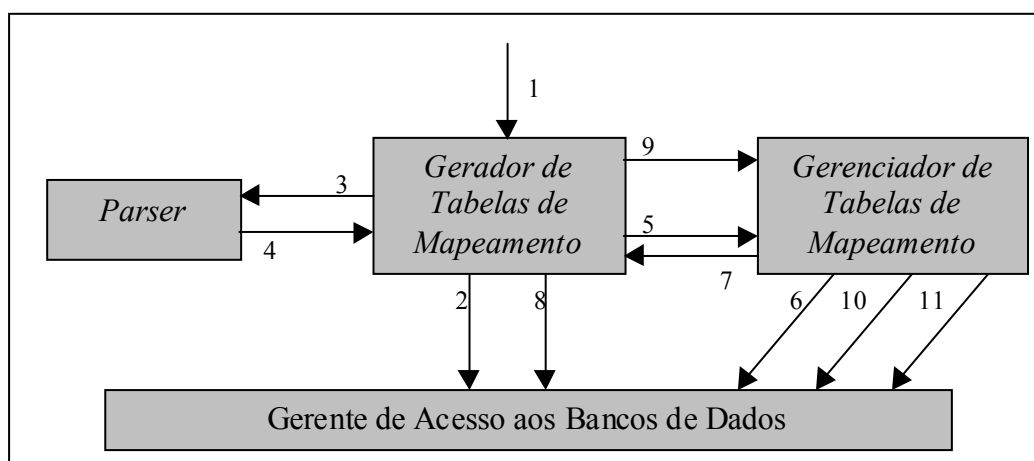 1
Gerador de
Tabelas de
Mapeamento
9
Gerenciador de
Tabelas de
Mapeamento
Parser
3
4
5
7
2
8
6
10
11
Gerente de Acesso aos Bancos de Dados